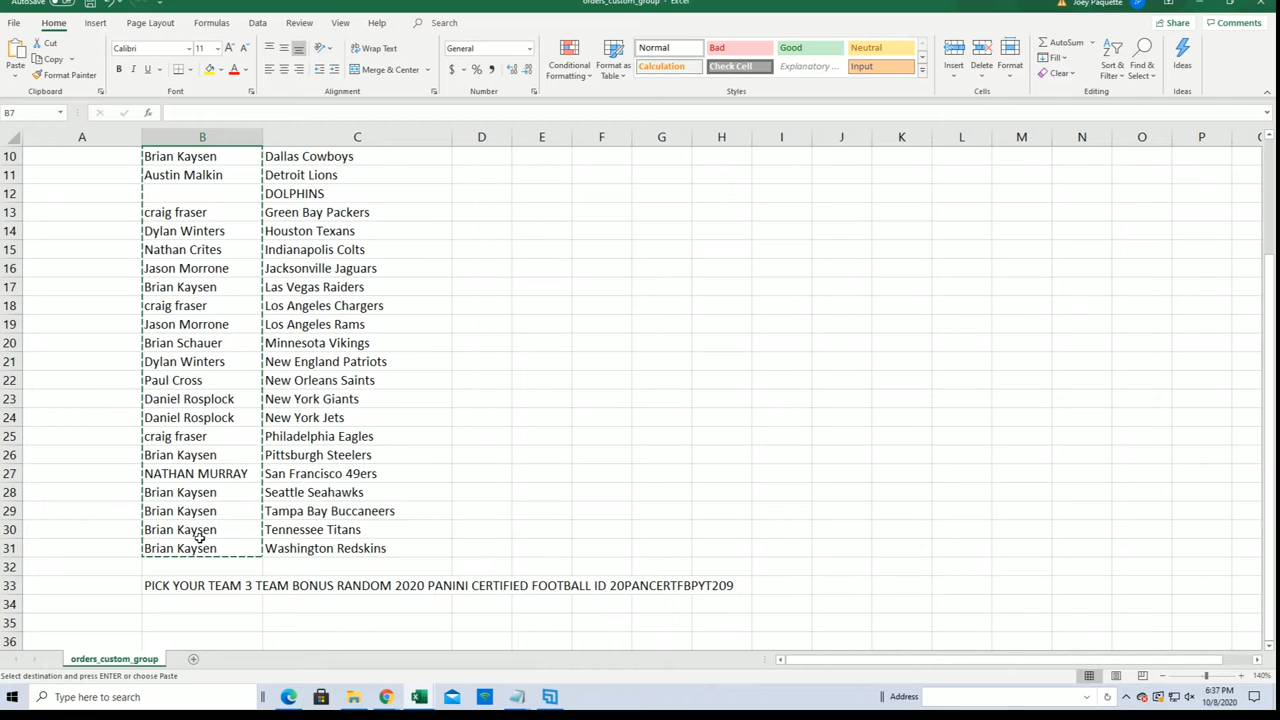 AutoSave orders_custom_group - Excel Joey Paquette
File Home Insert Page Layout Formulas Data Review View Help Search Share Comments
Cut Calibri 11 Wrap Text General Normal Bad Good Neutral AutoSum
Copy Fill
Paste Format Painter Merge & Center Conditional Formatting Format as Table Calculation Check Cell Explanatory ... Input Insert Delete Format Clear Sort & Filter Find & Select Ideas
Clipboard Font Alignment Number Styles Cells Editing Ideas
B7 fx
A B C D E F G H I J K L M N O P
10 Brian Kaysen Dallas Cowboys
11 Austin Malkin Detroit Lions
12 DOLPHINS
13 craig fraser Green Bay Packers
14 Dylan Winters Houston Texans
15 Nathan Crites Indianapolis Colts
16 Jason Morrone Jacksonville Jaguars
17 Brian Kaysen Las Vegas Raiders
18 craig fraser Los Angeles Chargers
19 Jason Morrone Los Angeles Rams
20 Brian Schauer Minnesota Vikings
21 Dylan Winters New England Patriots
22 Paul Cross New Orleans Saints
23 Daniel Rosplock New York Giants
24 Daniel Rosplock New York Jets
25 craig fraser Philadelphia Eagles
26 Brian Kaysen Pittsburgh Steelers
27 NATHAN MURRAY San Francisco 49ers
28 Brian Kaysen Seattle Seahawks
29 Brian Kaysen Tampa Bay Buccaneers
30 Brian Kaysen Tennessee Titans
31 Brian Kaysen Washington Redskins
32
33 PICK YOUR TEAM 3 TEAM BONUS RANDOM 2020 PANINI CERTIFIED FOOTBALL ID 20PANCERTFBPYT209
34
35
36
orders_custom_group
Select destination and press ENTER or choose Paste 140%
Type here to search Address 6:37 PM
10/8/2020